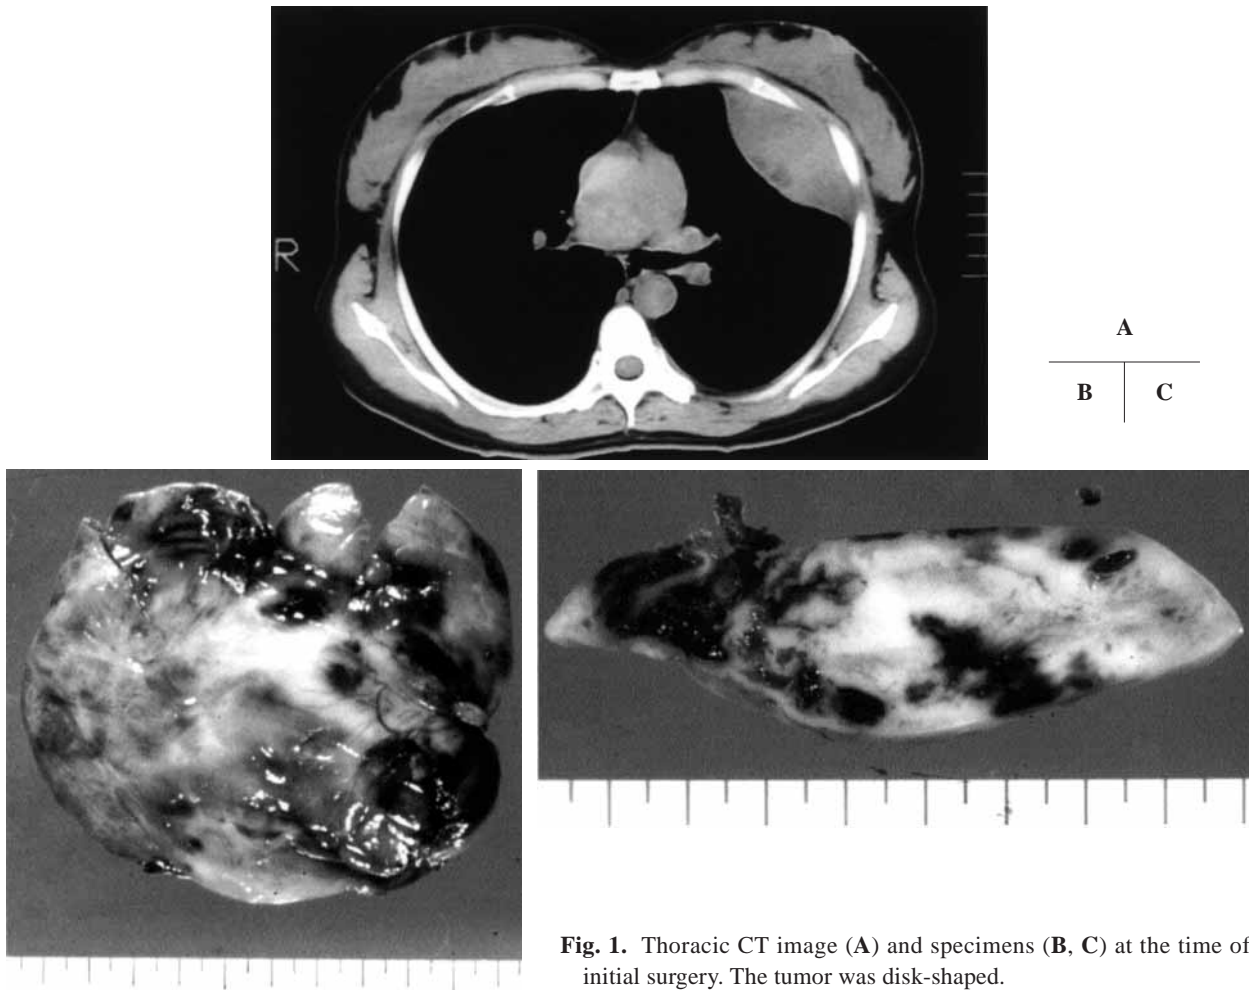 R
A
B C
Fig. 1. Thoracic CT image (A) and specimens (B, C) at the time of
initial surgery. The tumor was disk-shaped.